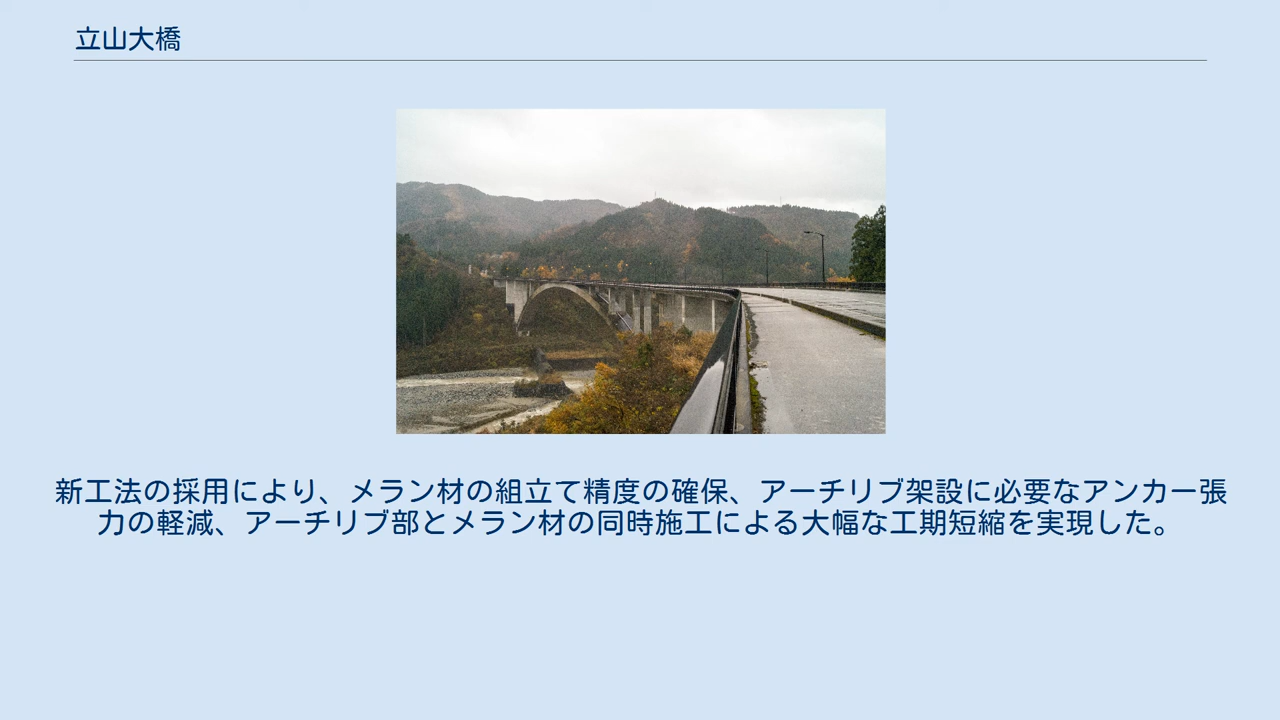 立山大橋
新工法の採用により、メラン材の組立て精度の確保、アーチリブ架設に必要なアンカー張
力の軽減、アーチリブ部とメラン材の同時施工による大幅な工期短縮を実現した。